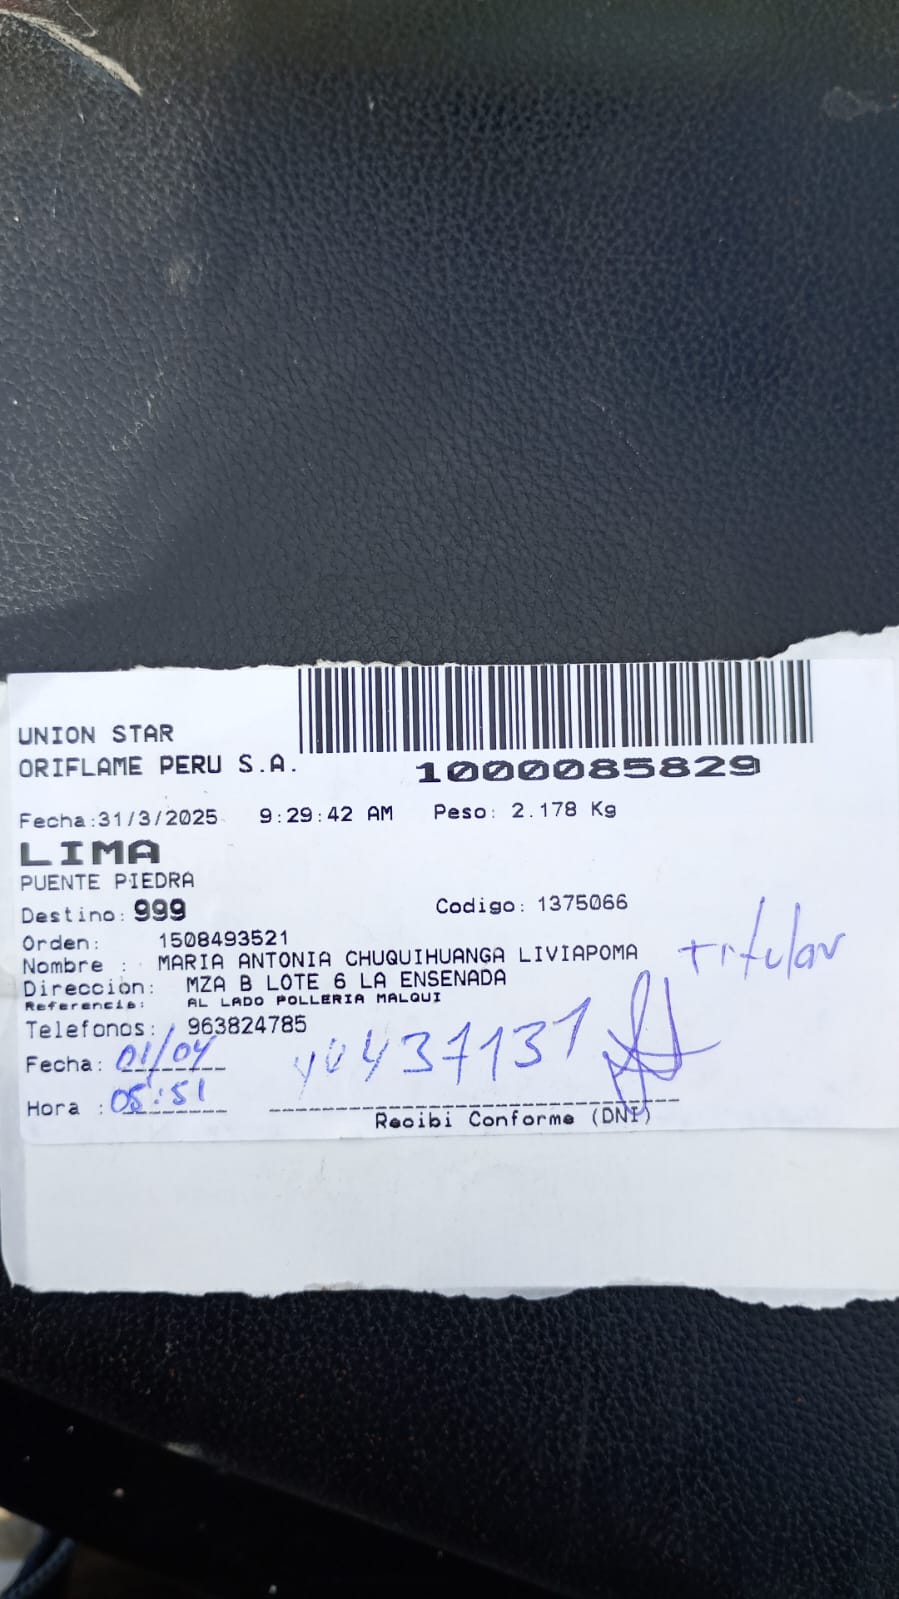 UNION STAR
ORIFLAME PERU S.A.
1000085829
Fecha:31/3/2025 9:29:42 AM Peso: 2.178 Kg
LIMA
PUENTE PIEDRA
Destino: 999 Codigo: 1375066
Orden: 1508493521
Nombre : MARIA ANTONIA CHUQUIHUANGA LIVIAPOMA
Titular
Dirección: MZA B LOTE 6 LA ENSENADA
Referencia: AL LADO POLLERIA MALQUI
Telefonos: 963824785
Fecha: 01/04 40437131
Hora : 05:51
Recibi Conforme (DNI)